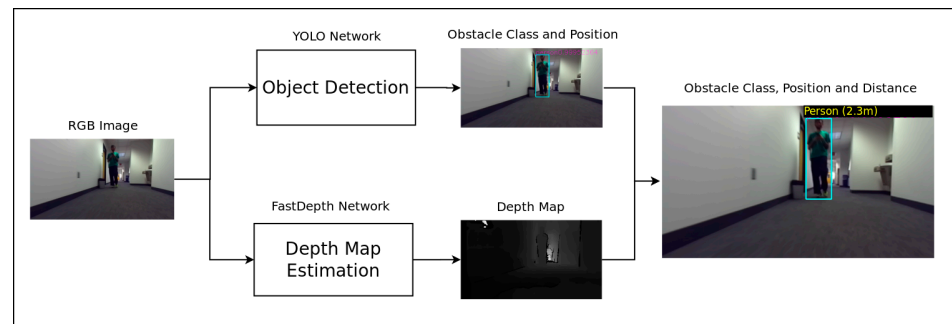 YOLO Network
Object Detection
Obstacle Class and Position
RGB Image
FastDepth Network
Depth Map
Estimation
Depth Map
Obstacle Class, Position and Distance
Person (2.3m)